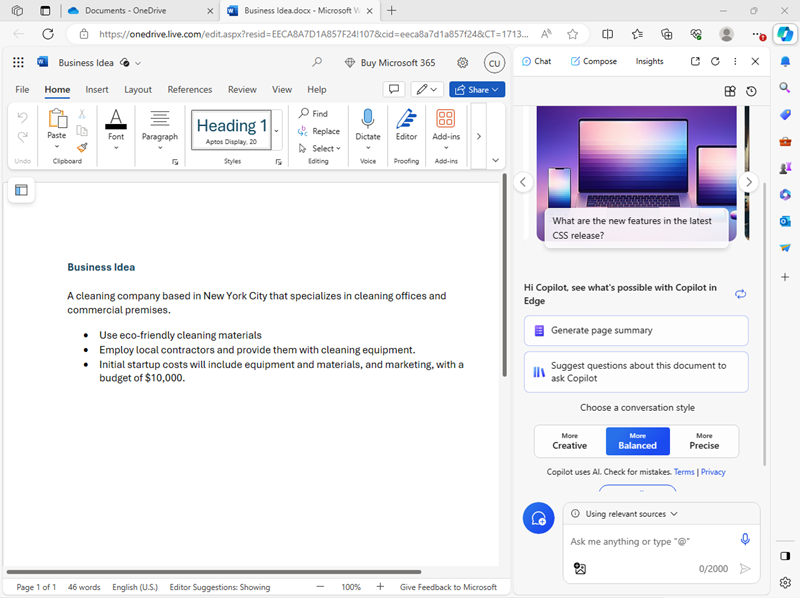 Documents - OneDrive
Business Idea.docx - Microsoft W
https://onedrive.live.com/edit.aspx?resid=EECA8A7D1A857F24!107&cid=eeca8a7d1a857f24&CT=1713...
Business Idea
Buy Microsoft 365
CU
File Home Insert Layout References Review View Help
Share
Paste
Font
Paragraph
Heading 1
Aptos Display, 20
Find
Replace
Select
Dictate
Editor
Add-ins
Undo
Clipboard
Styles
Editing
Voice
Proofing
Add-ins
Business Idea
A cleaning company based in New York City that specializes in cleaning offices and
commercial premises.
• Use eco-friendly cleaning materials
• Employ local contractors and provide them with cleaning equipment.
• Initial startup costs will include equipment and materials, and marketing, with a
budget of $10,000.
Page 1 of 1 46 words English (U.S.) Editor Suggestions: Showing 100% Give Feedback to Microsoft
Chat Compose Insights
What are the new features in the latest
CSS release?
Hi Copilot, see what's possible with Copilot in
Edge
Generate page summary
Suggest questions about this document to
ask Copilot
Choose a conversation style
More
Creative
More
Balanced
More
Precise
Copilot uses AI. Check for mistakes. Terms | Privacy
Using relevant sources
Ask me anything or type "@"
0/2000